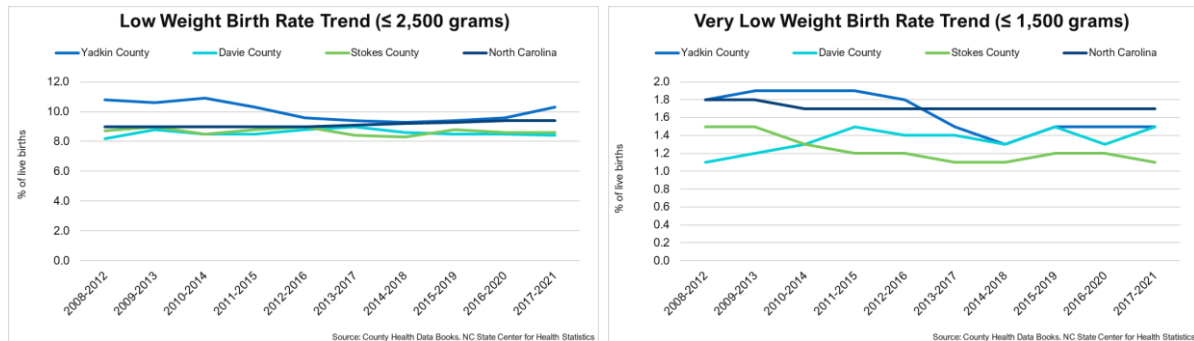 Low Weight Birth Rate Trend (≤ 2,500 grams)
Yadkin County Davie County Stokes County North Carolina
% of live births
12.0
10.0
8.0
6.0
4.0
2.0
0.0
2008-2012 2009-2013 2010-2014 2011-2015 2012-2016 2013-2017 2014-2018 2015-2019 2016-2020 2017-2021
Source: County Health Data Books. NC State Center for Health Statistics
Very Low Weight Birth Rate Trend (≤ 1,500 grams)
Yadkin County Davie County Stokes County North Carolina
% of live births
2.0
1.8
1.6
1.4
1.2
1.0
0.8
0.6
0.4
0.2
0.0
2008-2012 2009-2013 2010-2014 2011-2015 2012-2016 2013-2017 2014-2018 2015-2019 2016-2020 2017-2021
Source: County Health Data Books. NC State Center for Health Statistics